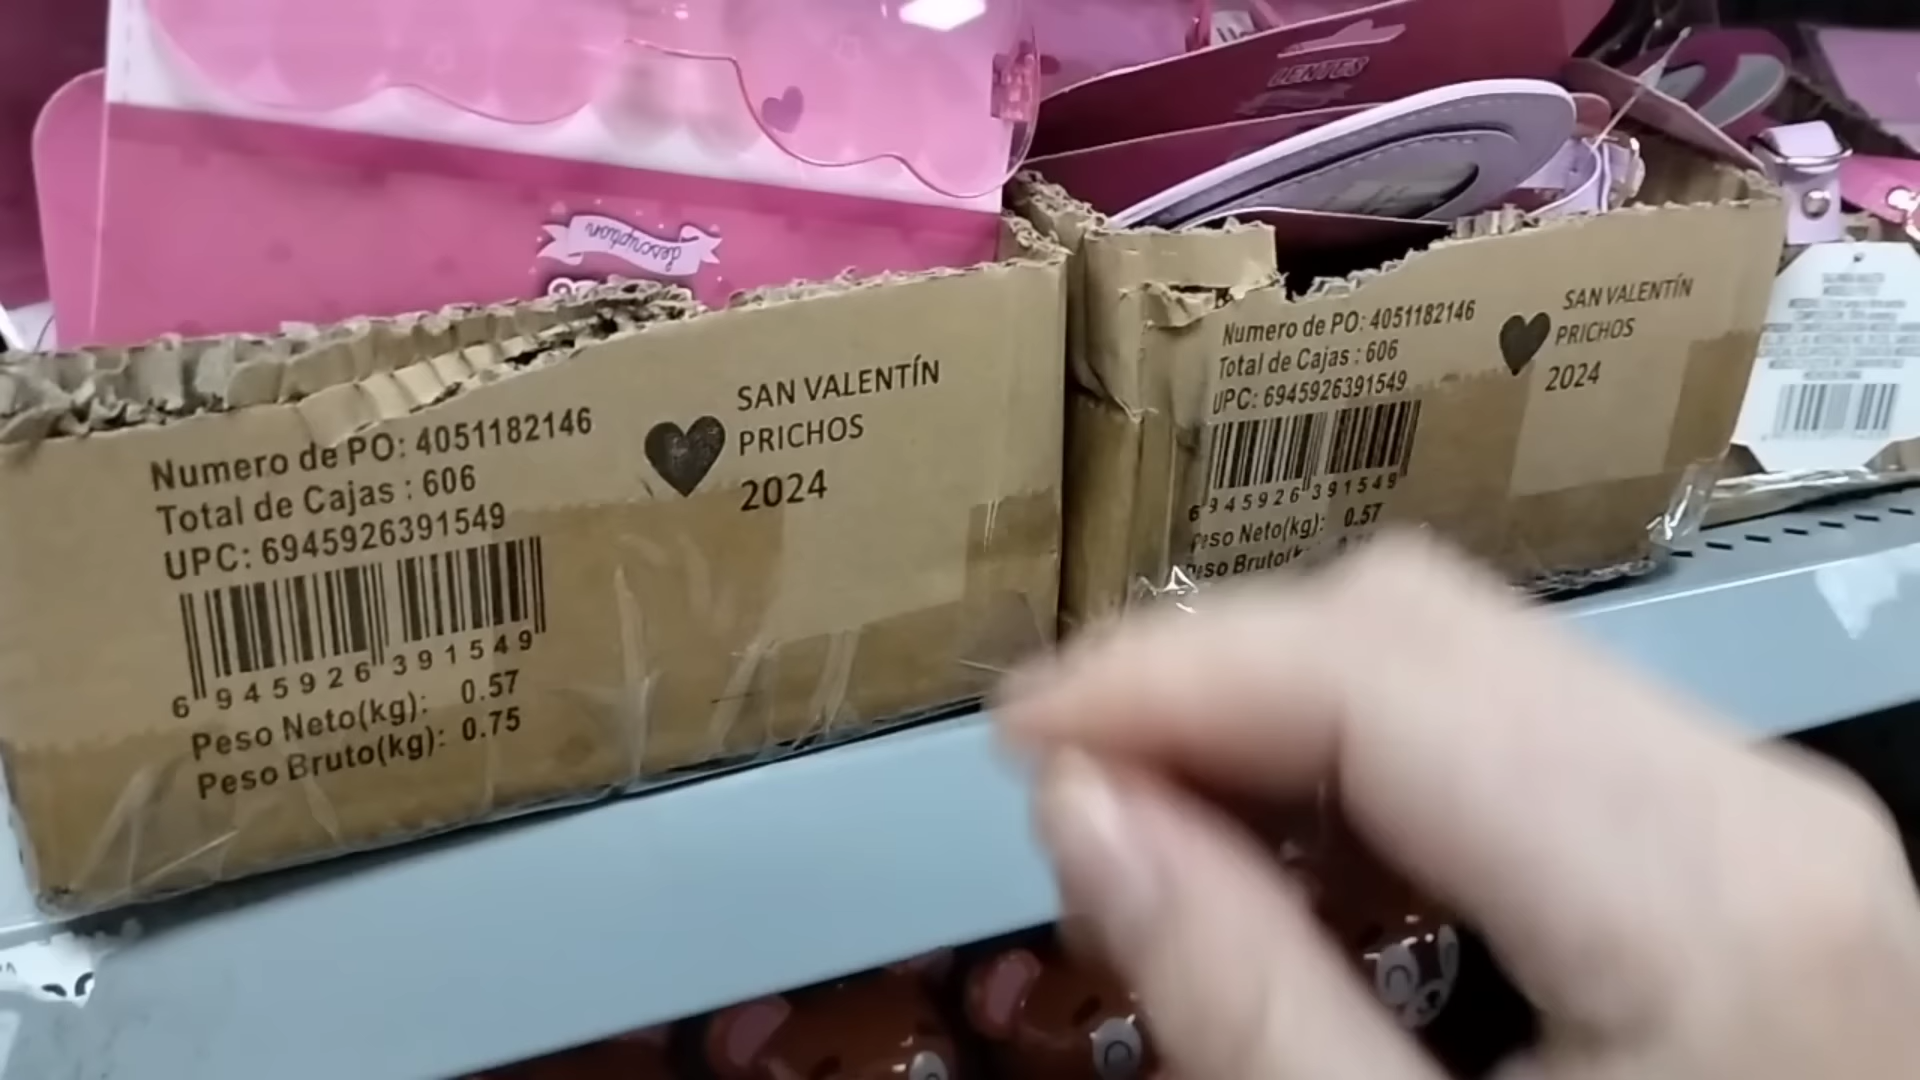 LENTES
description
Numero de PO: 4051182146
Total de Cajas : 606
UPC: 6945926391549
6 945926 391549
Peso Neto(kg): 0.57
Peso Bruto(kg): 0.75
SAN VALENTÍN
PRICHOS
2024
Numero de PO: 4051182146
Total de Cajas : 606
UPC: 6945926391549
6 945926 391549
Peso Neto(kg): 0.57
Peso Bruto(k
SAN VALENTÍN
PRICHOS
2024